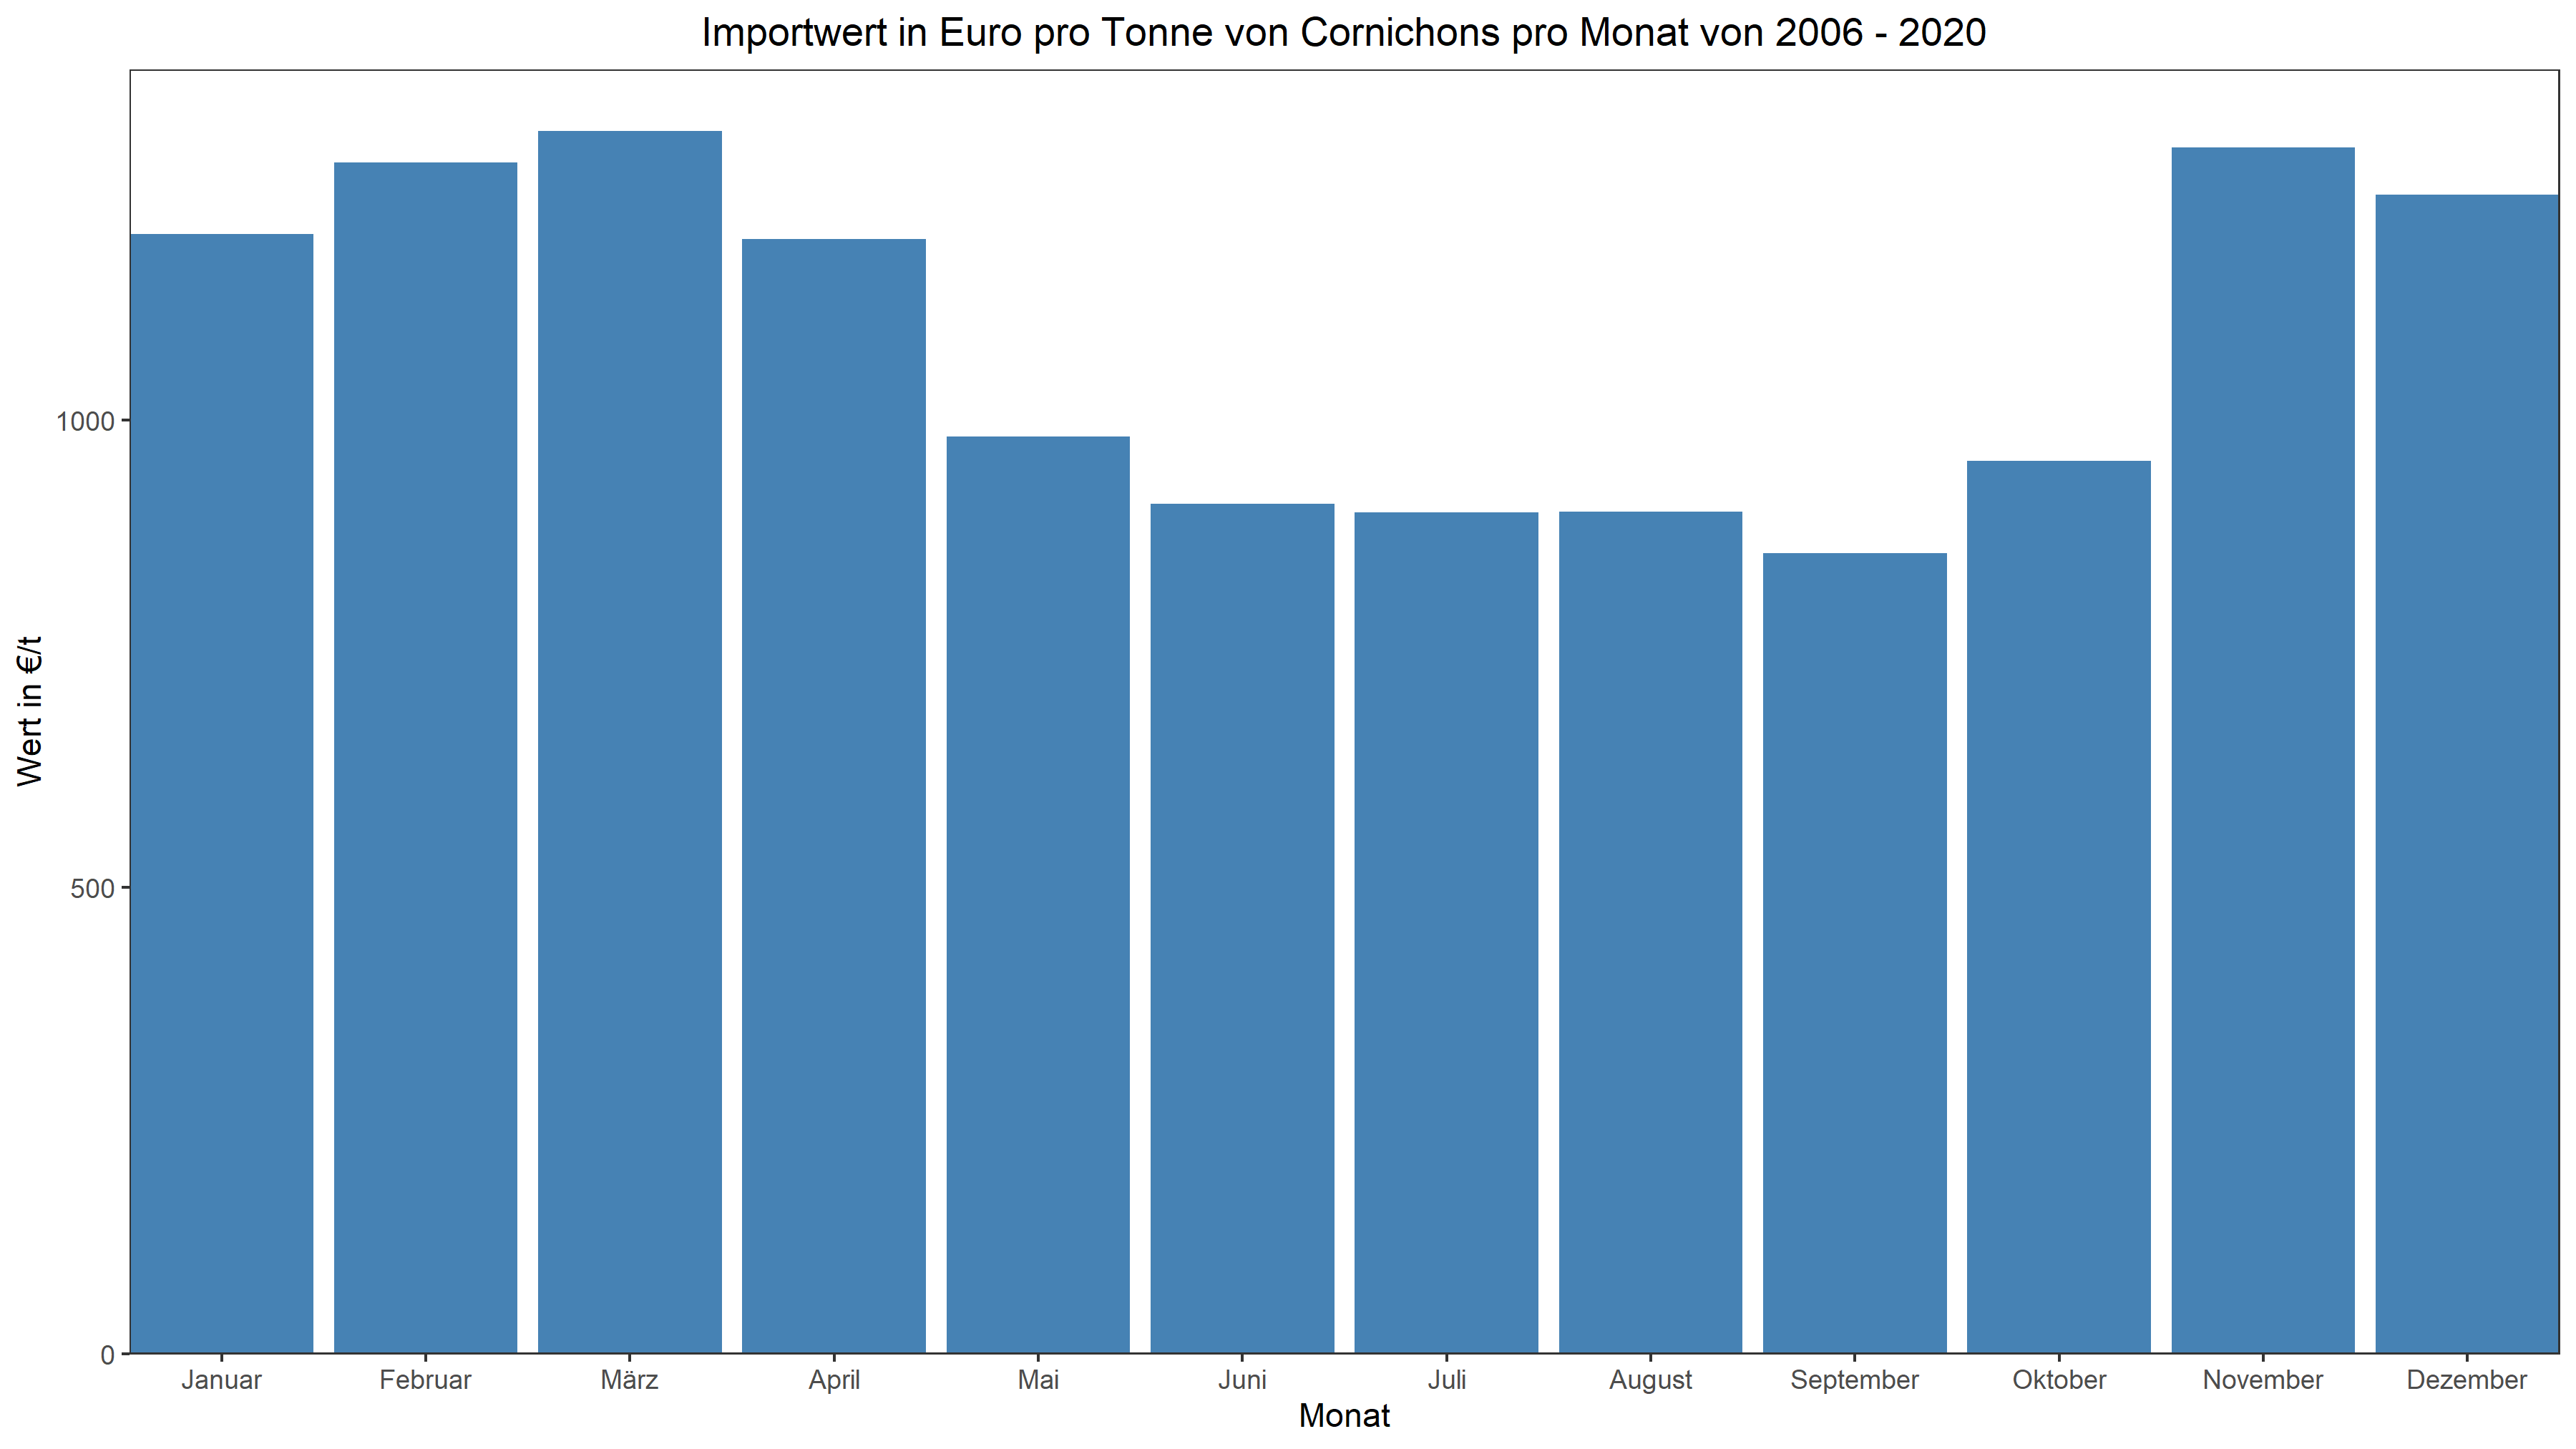 Importwert in Euro pro Tonne von Cornichons pro Monat von 2006 - 2020
Wert in €/t
1000
500
0
Januar Februar März April Mai Juni Juli August September Oktober November Dezember
Monat